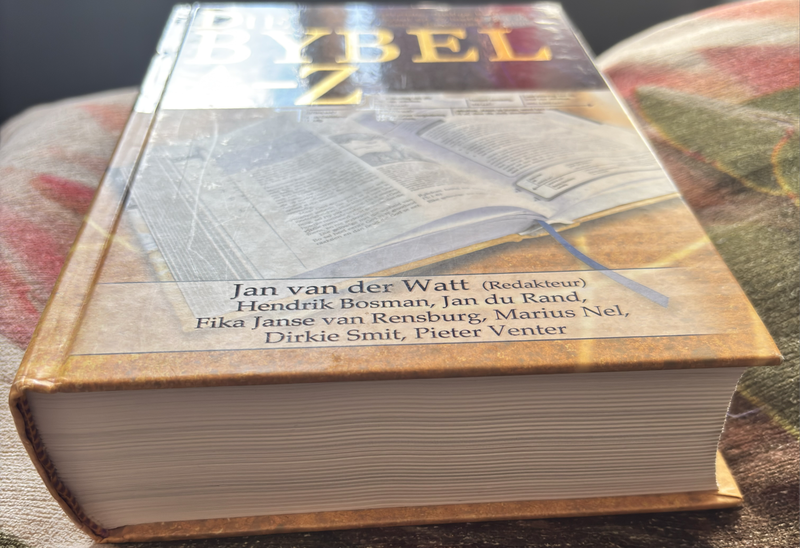 Die
BYBEL
A-Z
Jan van der Watt (Redakteur)
Hendrik Bosman, Jan du Rand,
Fika Janse van Rensburg, Marius Nel,
Dirkie Smit, Pieter Venter